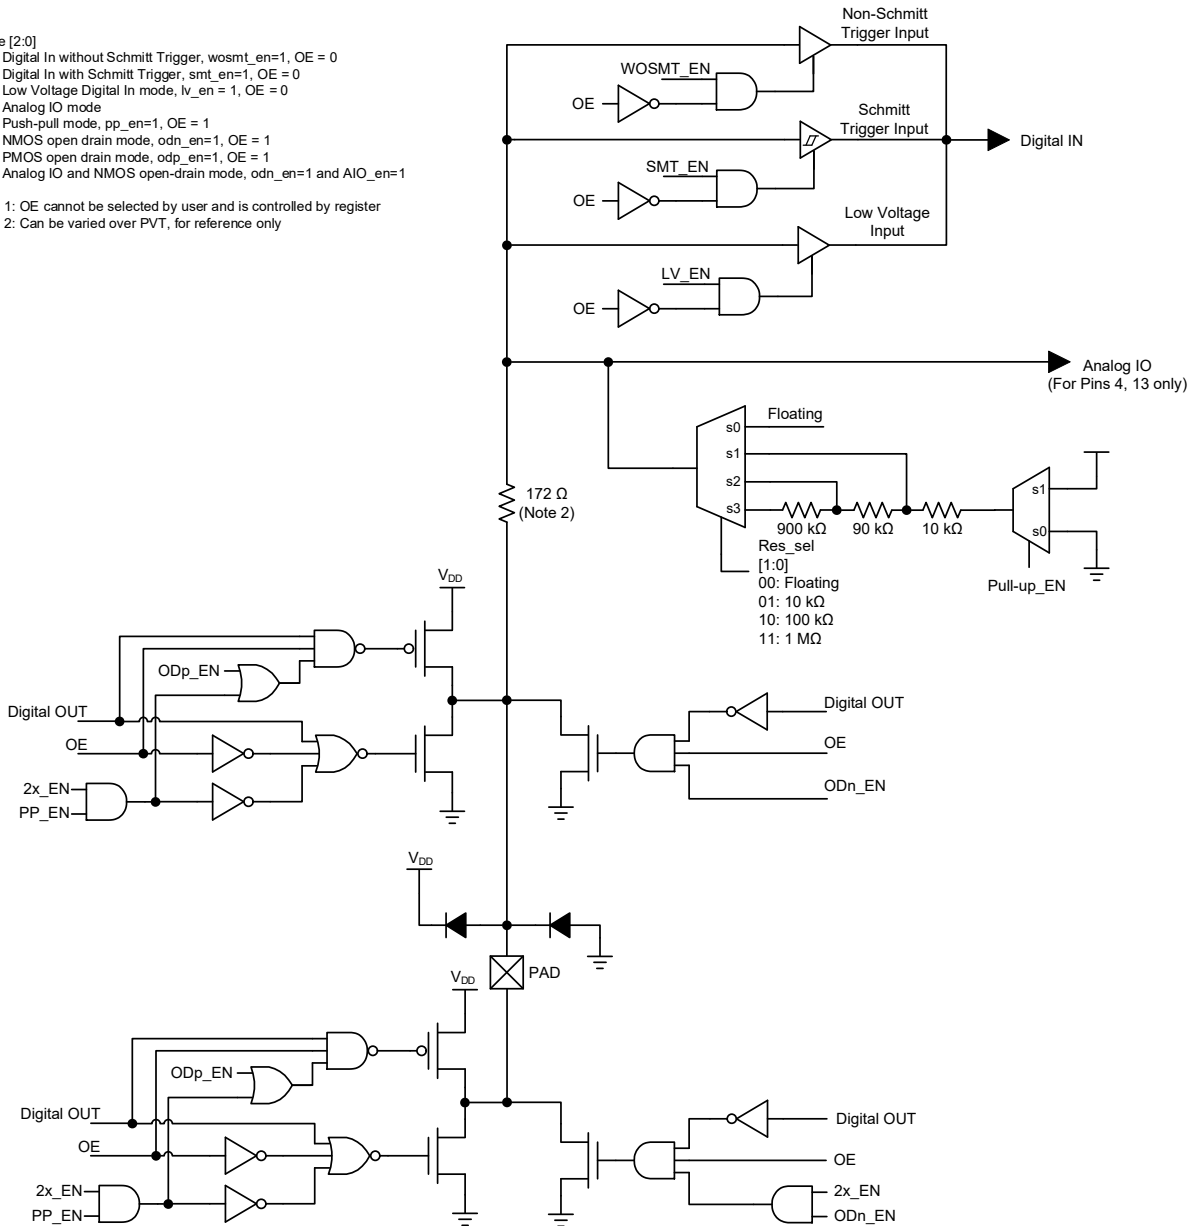 e [2:0]
Digital In without Schmitt Trigger, wosmt_en=1, OE = 0
Digital In with Schmitt Trigger, smt_en=1, OE = 0
Low Voltage Digital In mode, lv_en = 1, OE = 0
Analog IO mode
Push-pull mode, pp_en=1, OE = 1
NMOS open drain mode, odn_en=1, OE = 1
PMOS open drain mode, odp_en=1, OE = 1
Analog IO and NMOS open-drain mode, odn_en=1 and AIO_en=1
1: OE cannot be selected by user and is controlled by register
2: Can be varied over PVT, for reference only
Non-Schmitt
Trigger Input
WOSMT_EN
OE
Schmitt
Trigger Input
Digital IN
SMT_EN
OE
Low Voltage
Input
LV_EN
OE
Analog IO
(For Pins 4, 13 only)
Floating
s0
s1
s2
s3
900 kΩ
90 kΩ
10 kΩ
s1
s0
Pull-up_EN
Res_sel
[1:0]
00: Floating
01: 10 kΩ
10: 100 kΩ
11: 1 MΩ
172 Ω
(Note 2)
VDD
ODp_EN
Digital OUT
OE
2x_EN
PP_EN
Digital OUT
OE
ODn_EN
VDD
PAD
VDD
ODp_EN
Digital OUT
OE
2x_EN
PP_EN
Digital OUT
OE
2x_EN
ODn_EN